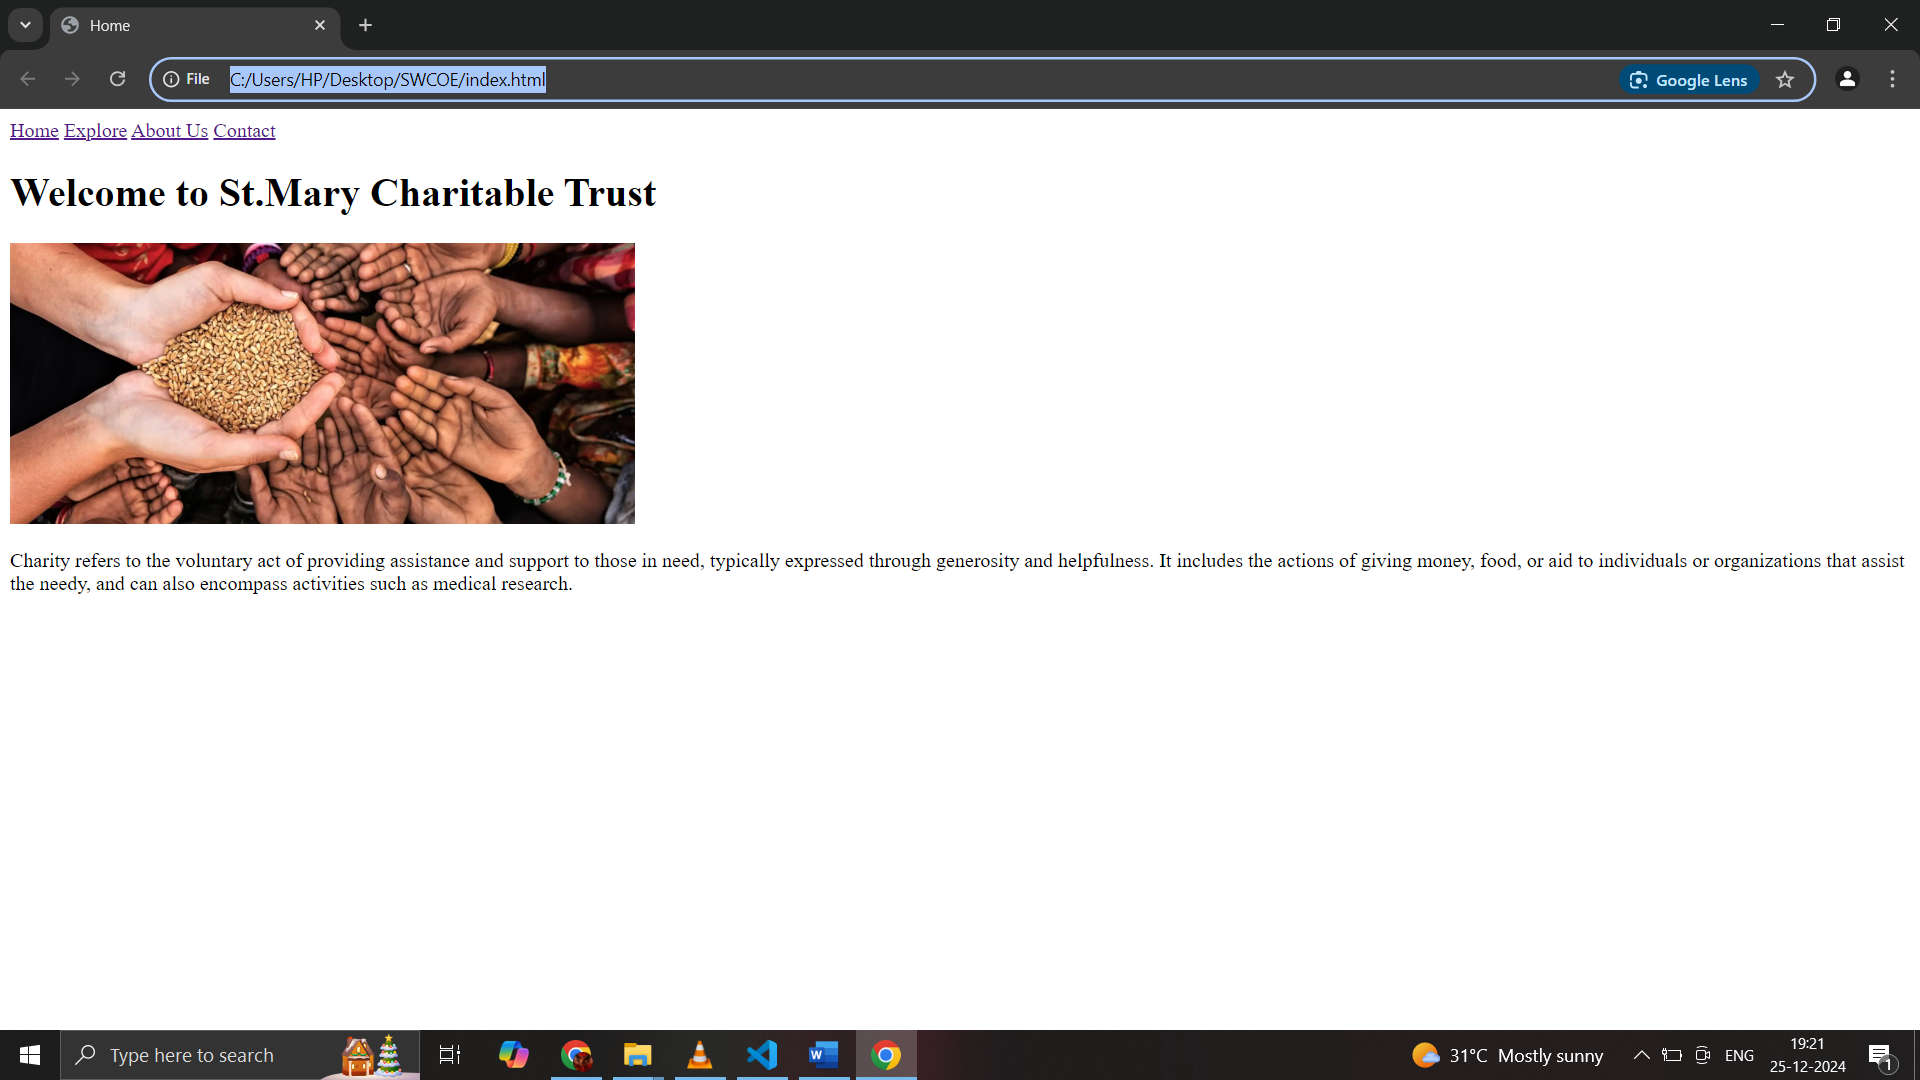 Home
File C:/Users/HP/Desktop/SWCOE/index.html Google Lens
Home Explore About Us Contact
Welcome to St.Mary Charitable Trust
Charity refers to the voluntary act of providing assistance and support to those in need, typically expressed through generosity and helpfulness. It includes the actions of giving money, food, or aid to individuals or organizations that assist
the needy, and can also encompass activities such as medical research.
Type here to search W 31°C Mostly sunny ENG 19:21
25-12-2024 1